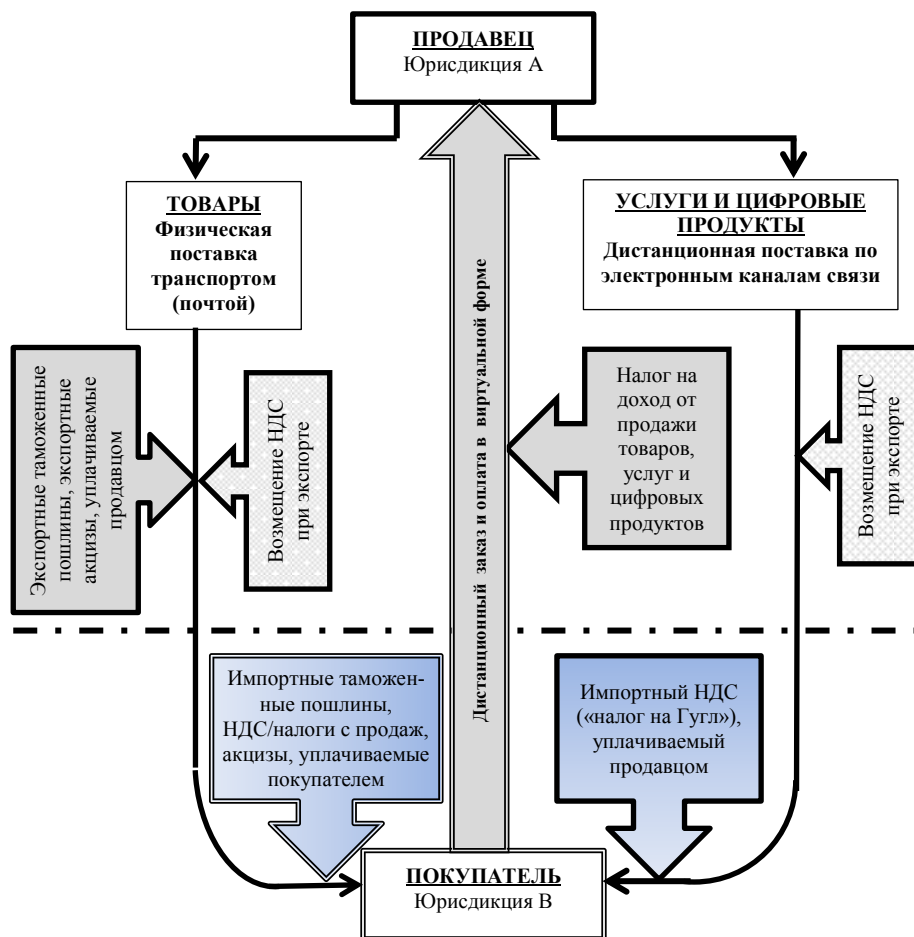 ПРОДАВЕЦ
Юрисдикция А
ТОВАРЫ
Физическая
поставка
транспортом
(почтой)
УСЛУГИ И ЦИФРОВЫЕ
ПРОДУКТЫ
Дистанционная поставка по
электронным каналам связи
Экспортные таможенные
пошлины, экспортные
акцизы, уплачиваемые
продавцом
Возмещение НДС
при экспорте
Дистанционный заказ и оплата в виртуальной форме
Налог на
доход от
продажи
товаров,
услуг и
цифровых
продуктов
Возмещение НДС
при экспорте
Импортные таможен-
ные пошлины,
НДС/налоги с продаж,
акцизы, уплачиваемые
покупателем
Импортный НДС
(«налог на Гугл»),
уплачиваемый
продавцом
ПОКУПАТЕЛЬ
Юрисдикция В